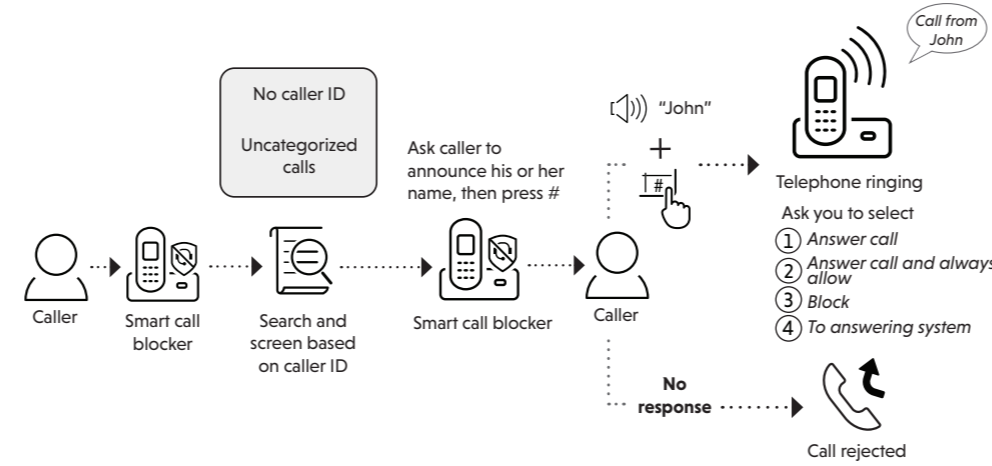 Call from
John
No caller ID
Uncategorized
calls
Ask caller to
announce his or her
name, then press #
"John"
+
#
Telephone ringing
Ask you to select
1 Answer call
2 Answer call and always
allow
3 Block
4 To answering system
Caller
Smart call
blocker
Search and
screen based
on caller ID
Smart call blocker
Caller
No
response
Call rejected